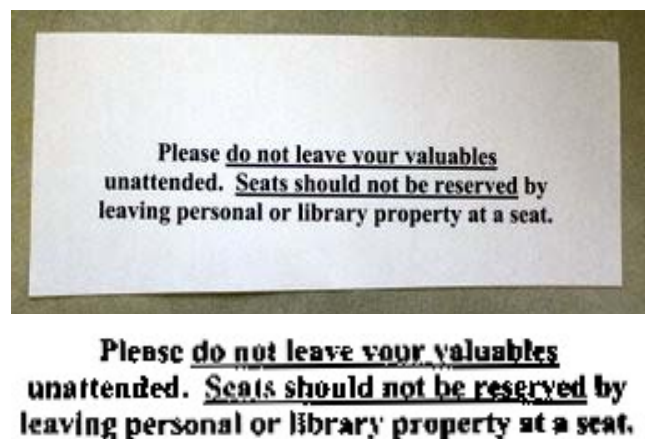 Please do not leave your valuables
unattended.  Seats should not be reserved by
leaving personal or library property at a seat.
Please do not leave your valuables
unattended.  Seats should not be reserved by
leaving personal or library property at a seat.